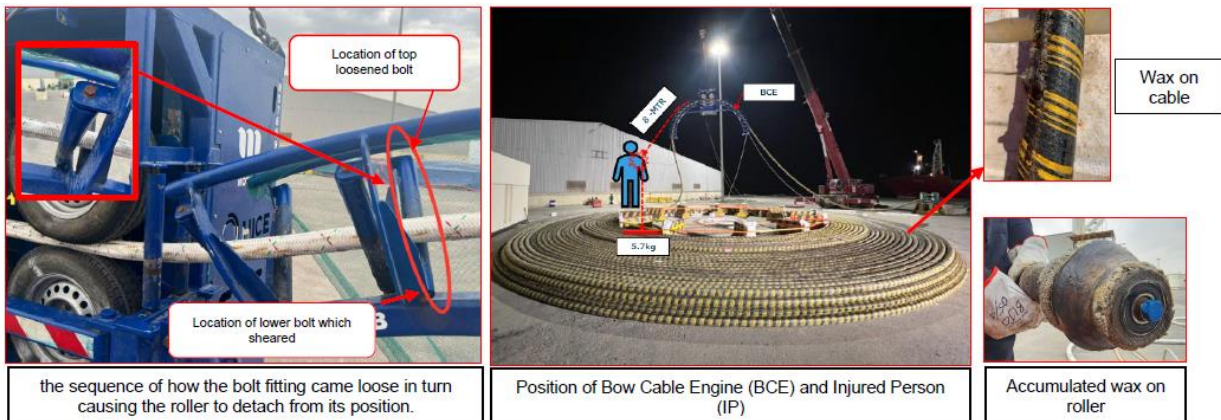 Location of top
loosened bolt
Location of lower bolt which
sheared
the sequence of how the bolt fitting came loose in turn
causing the roller to detach from its position.
8 -MTR
BCE
5.7kg
Position of Bow Cable Engine (BCE) and Injured Person
(IP)
Wax on
cable
Accumulated wax on
roller